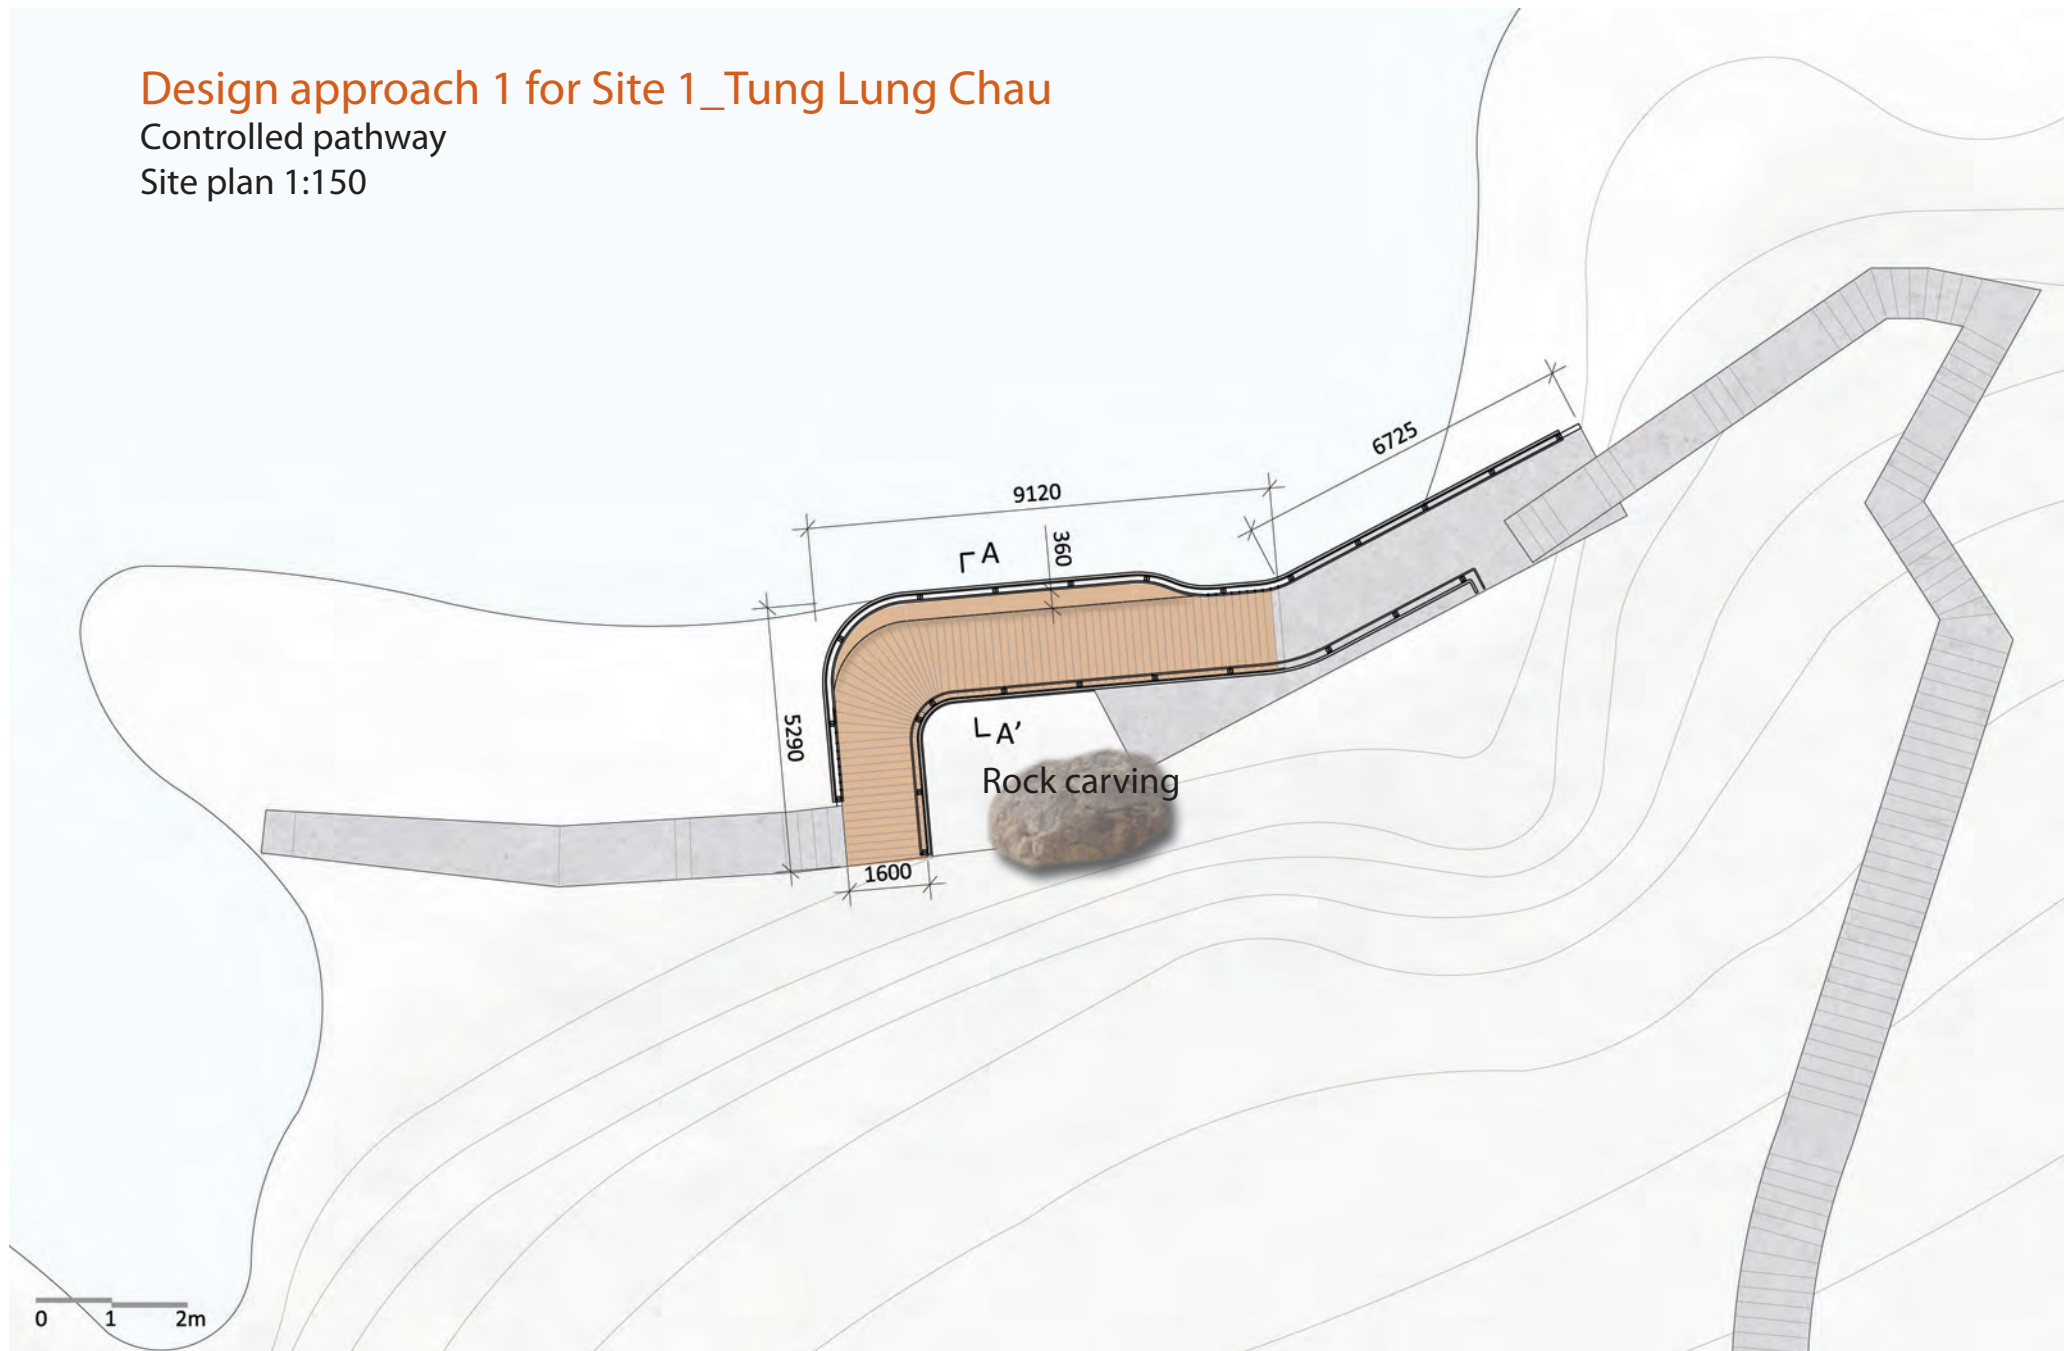 Design approach 1 for Site 1_Tung Lung Chau
Controlled pathway
Site plan 1:150
6725
9120
360
A
5290
A'
Rock carving
1600
0 1 2m